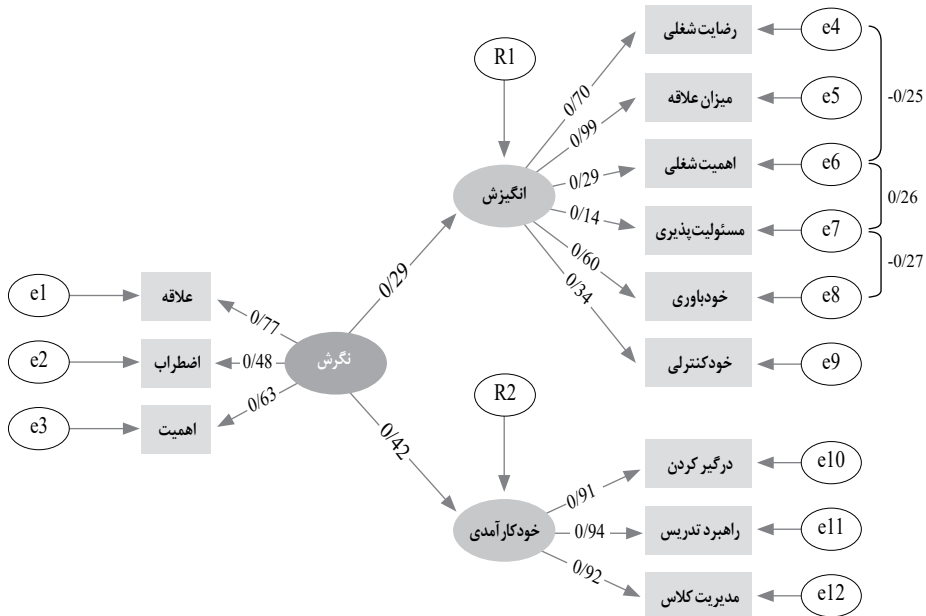 رضایت شغلی
e4
R1
-0/25
0/70
میزان علاقه
e5
0/99
اهمیت شغلی
e6
انگیزش
0/29
0/26
0/14
مسئولیت‌پذیری
e7
0/60
-0/27
0/29
0/34
خودباوری
e8
e1
علاقه
0/77
خودکنترلی
e9
e2
اضطراب
0/48
نگرش
R2
0/63
e3
اهمیت
0/42
درگیر کردن
e10
0/91
خودکارآمدی
0/94
راهبرد تدریس
e11
0/92
مدیریت کلاس
e12